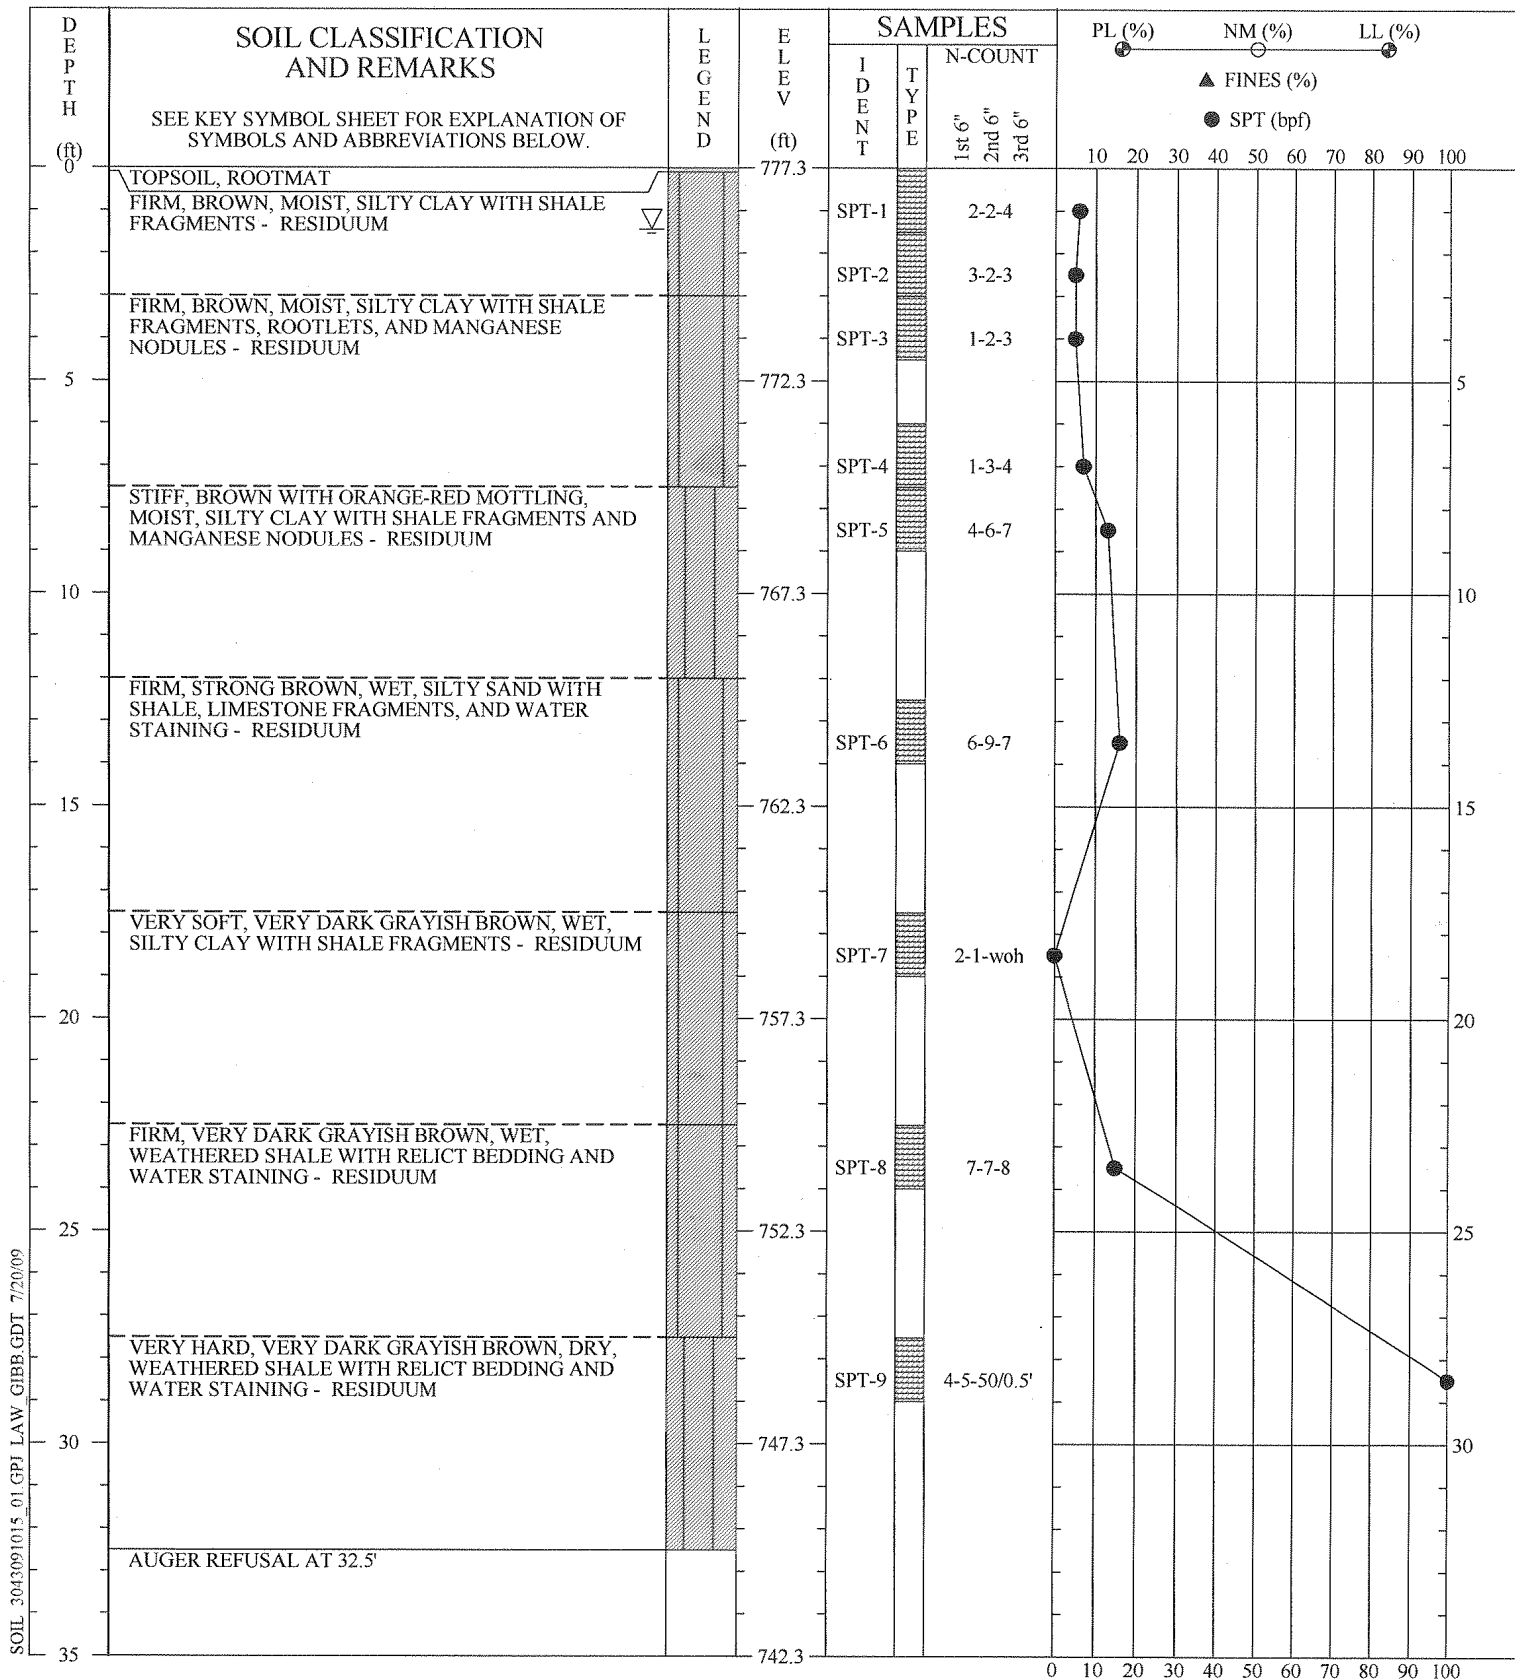 DEPTH (ft)
SOIL CLASSIFICATION
AND REMARKS
SEE KEY SYMBOL SHEET FOR EXPLANATION OF
SYMBOLS AND ABBREVIATIONS BELOW.
LEGEND
ELEV (ft)
SAMPLES
IDENT
TYPE
N-COUNT
1st 6"
2nd 6"
3rd 6"
PL (%) NM (%) LL (%)
▲ FINES (%)
● SPT (bpf)
10 20 30 40 50 60 70 80 90 100
0
777.3
TOPSOIL, ROOTMAT
FIRM, BROWN, MOIST, SILTY CLAY WITH SHALE
FRAGMENTS - RESIDUUM
SPT-1 2-2-4
SPT-2 3-2-3
FIRM, BROWN, MOIST, SILTY CLAY WITH SHALE
FRAGMENTS, ROOTLETS, AND MANGANESE
NODULES - RESIDUUM
SPT-3 1-2-3
5 772.3 5
SPT-4 1-3-4
STIFF, BROWN WITH ORANGE-RED MOTTLING,
MOIST, SILTY CLAY WITH SHALE FRAGMENTS AND
MANGANESE NODULES - RESIDUUM
SPT-5 4-6-7
10 767.3 10
FIRM, STRONG BROWN, WET, SILTY SAND WITH
SHALE, LIMESTONE FRAGMENTS, AND WATER
STAINING - RESIDUUM
SPT-6 6-9-7
15 762.3 15
VERY SOFT, VERY DARK GRAYISH BROWN, WET,
SILTY CLAY WITH SHALE FRAGMENTS - RESIDUUM
SPT-7 2-1-woh
20 757.3 20
FIRM, VERY DARK GRAYISH BROWN, WET,
WEATHERED SHALE WITH RELICT BEDDING AND
WATER STAINING - RESIDUUM
SPT-8 7-7-8
25 752.3 25
VERY HARD, VERY DARK GRAYISH BROWN, DRY,
WEATHERED SHALE WITH RELICT BEDDING AND
WATER STAINING - RESIDUUM
SPT-9 4-5-50/0.5'
30 747.3 30
AUGER REFUSAL AT 32.5'
35 742.3
0 10 20 30 40 50 60 70 80 90 100
SOIL 3043091015_01.GPJ LAW_GIBB.GDT 7/20/09